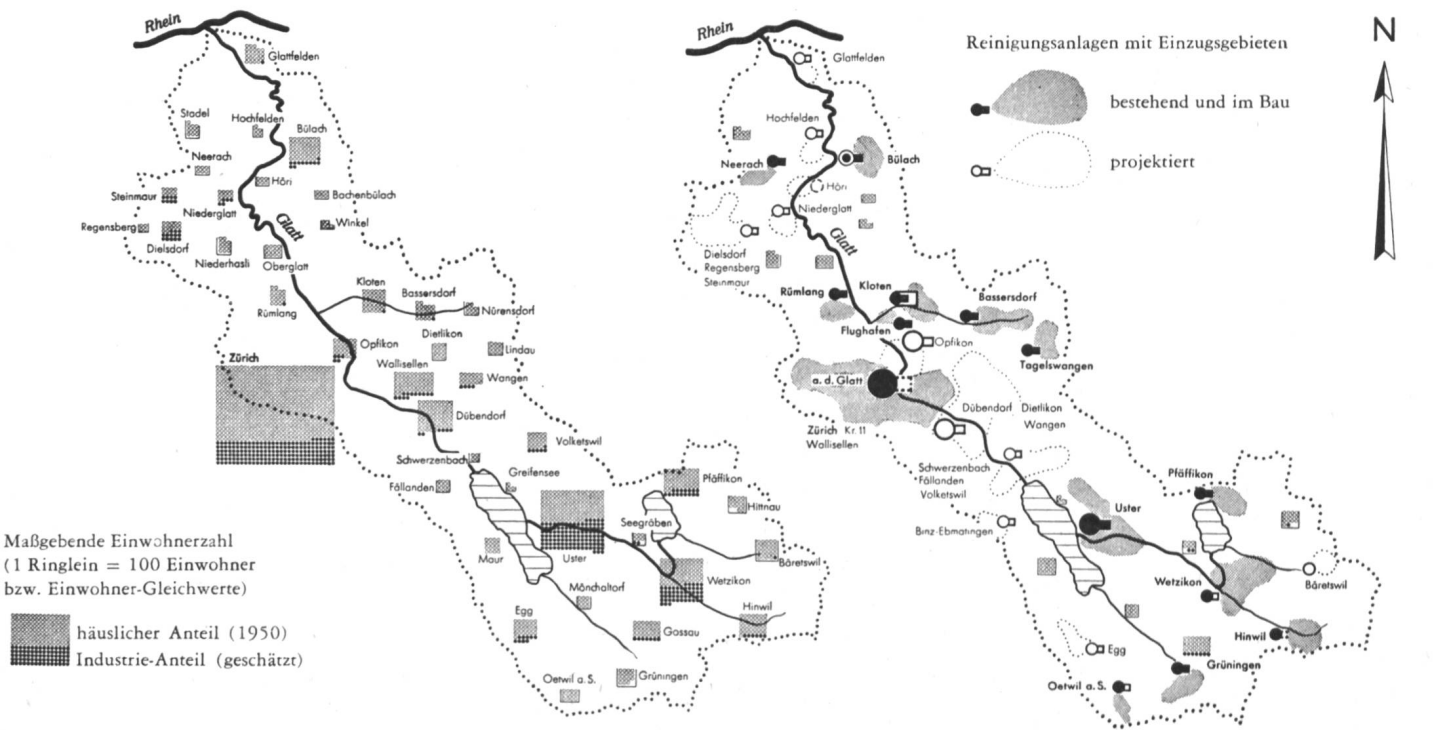 Rhein
Glattfelden
Stadel
Hochfelden
Bülach
Neerach
Höri
Steinmaur
Niederglatt
Bachenbülach
Regensberg
Dielsdorf
Glatt
Winkel
Niederhasli
Oberglatt
Rümlang
Kloten
Bassersdorf
Nürensdorf
Zürich
Opfikon
Dietlikon
Lindau
Wallisellen
Wangen
Dübendorf
Volketswil
Schwerzenbach
Greifensee
Fällanden
Pfäffikon
Hittnau
Seegräben
Maur
Uster
Bäretswil
Mönchaltorf
Wetzikon
Egg
Gossau
Hinwil
Oetwil a. S.
Grüningen
Maßgebende Einwohnerzahl
(1 Ringlein = 100 Einwohner
bzw. Einwohner-Gleichwerte)
häuslicher Anteil (1950)
Industrie-Anteil (geschätzt)
Rhein
Glattfelden
Hochfelden
Neerach
Bülach
Höri
Niederglatt
Glatt
Dielsdorf
Regensberg
Steinmaur
Rümlang
Kloten
Bassersdorf
Flughafen
Opfikon
Tagelswangen
a. d. Glatt
Zürich Kr. 11
Wallisellen
Dübendorf
Dietlikon
Wangen
Schwerzenbach
Fällanden
Volketswil
Pfäffikon
Uster
Binz-Ebmatingen
Wetzikon
Bäretswil
Hinwil
Egg
Grüningen
Oetwil a. S.
Reinigungsanlagen mit Einzugsgebieten
bestehend und im Bau
projektiert
N